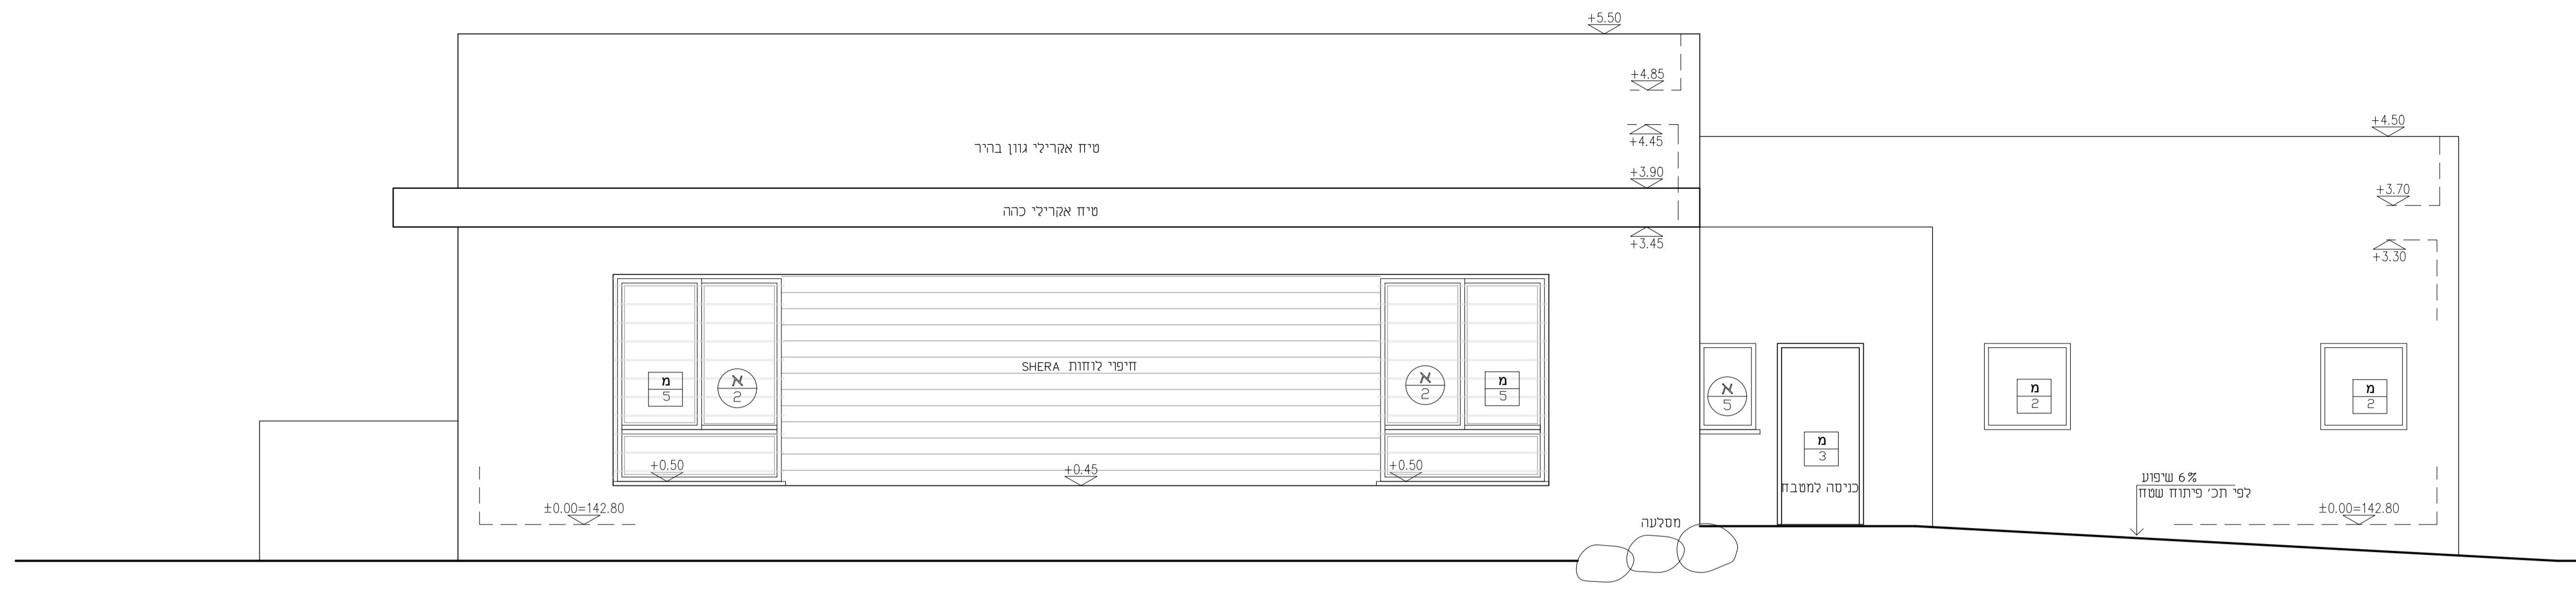 +5.50
+4.85
+4.50
+4.45
טיח אקרילי גוון בהיר
+3.90
+3.70
טיח אקרילי כהה
+3.45
+3.30
חיפוי לוחות SHERA
מ
5
א
2
א
2
מ
5
א
5
מ
2
מ
2
מ
3
+0.50
+0.45
+0.50
כניסה למטבח
6% שיפוע
לפי תכ' פיתוח שטח
±0.00=142.80
±0.00=142.80
מסלעה